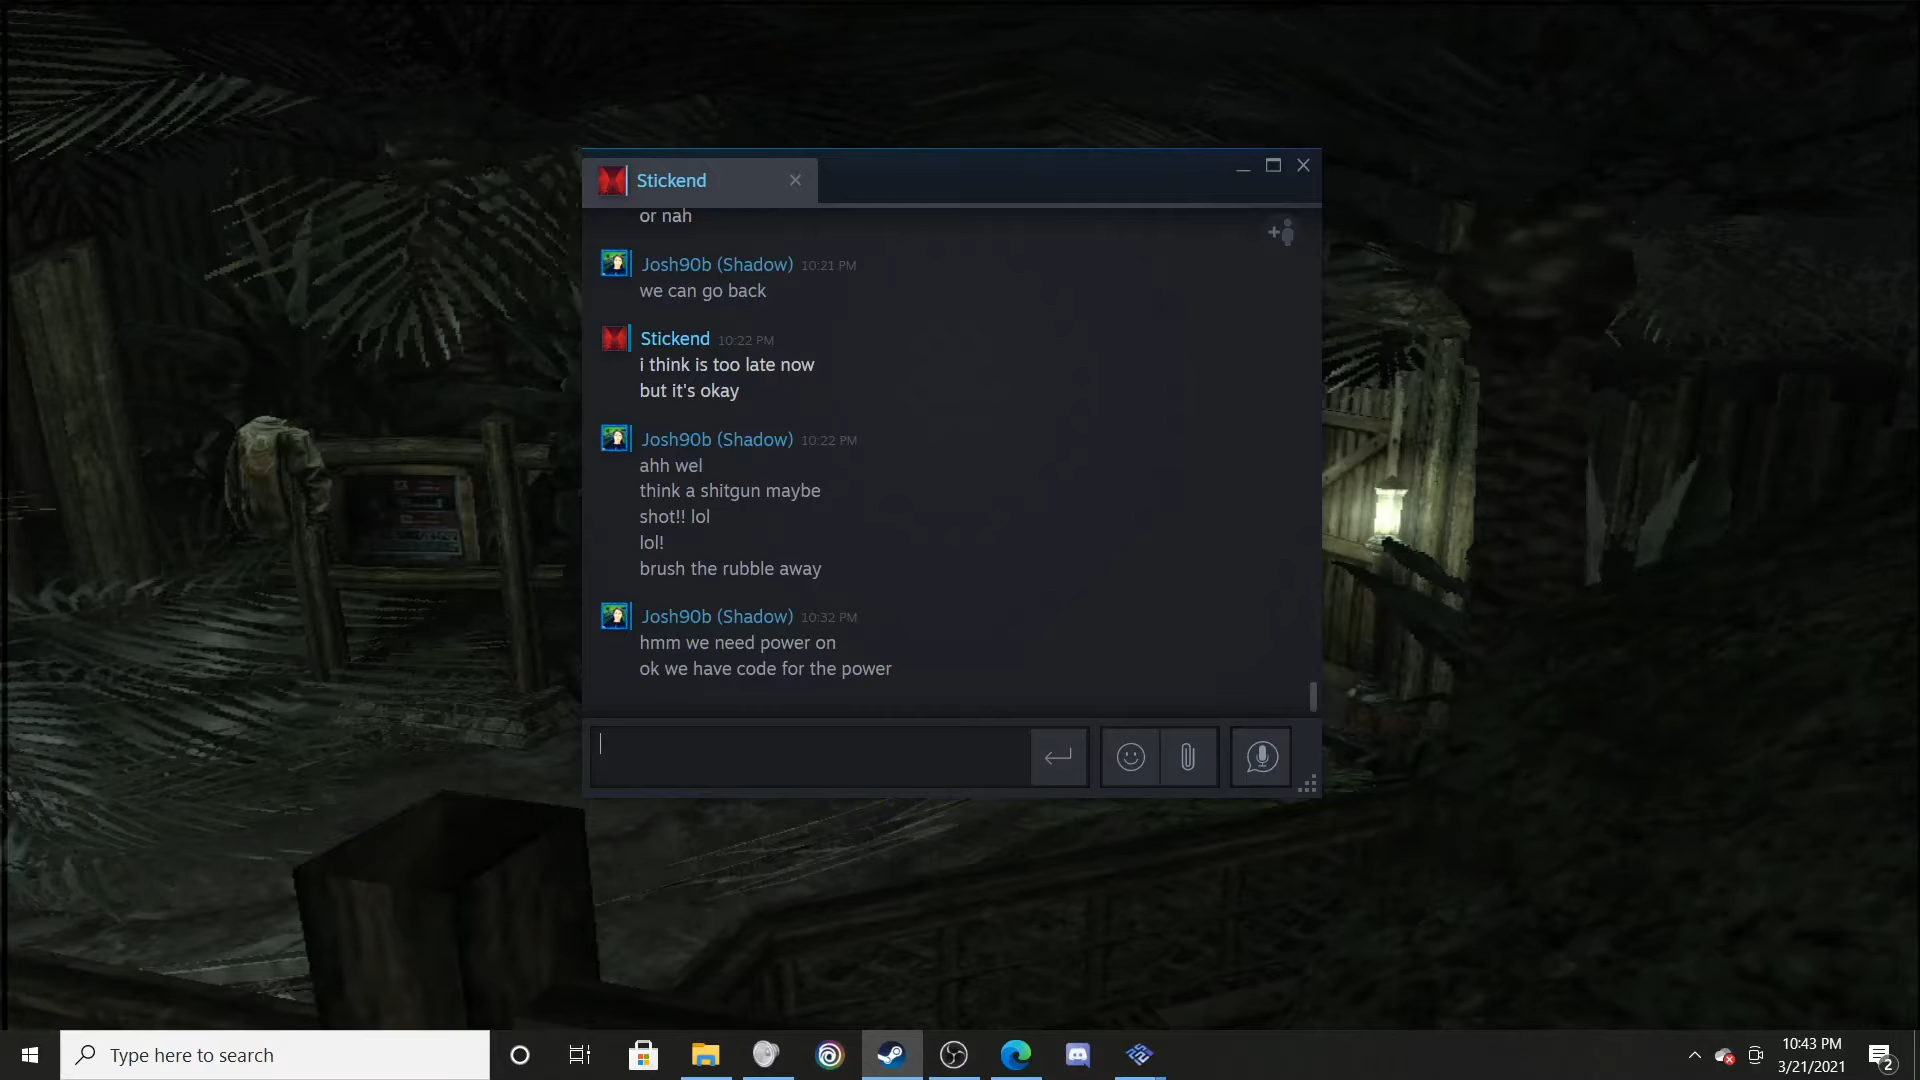 Stickend
or nah
Josh90b (Shadow) 10:21 PM
we can go back
Stickend 10:22 PM
i think is too late now
but it's okay
Josh90b (Shadow) 10:22 PM
ahh wel
think a shitgun maybe
shot!! lol
lol!
brush the rubble away
Josh90b (Shadow) 10:32 PM
hmm we need power on
ok we have code for the power
Type here to search
10:43 PM
3/21/2021
2